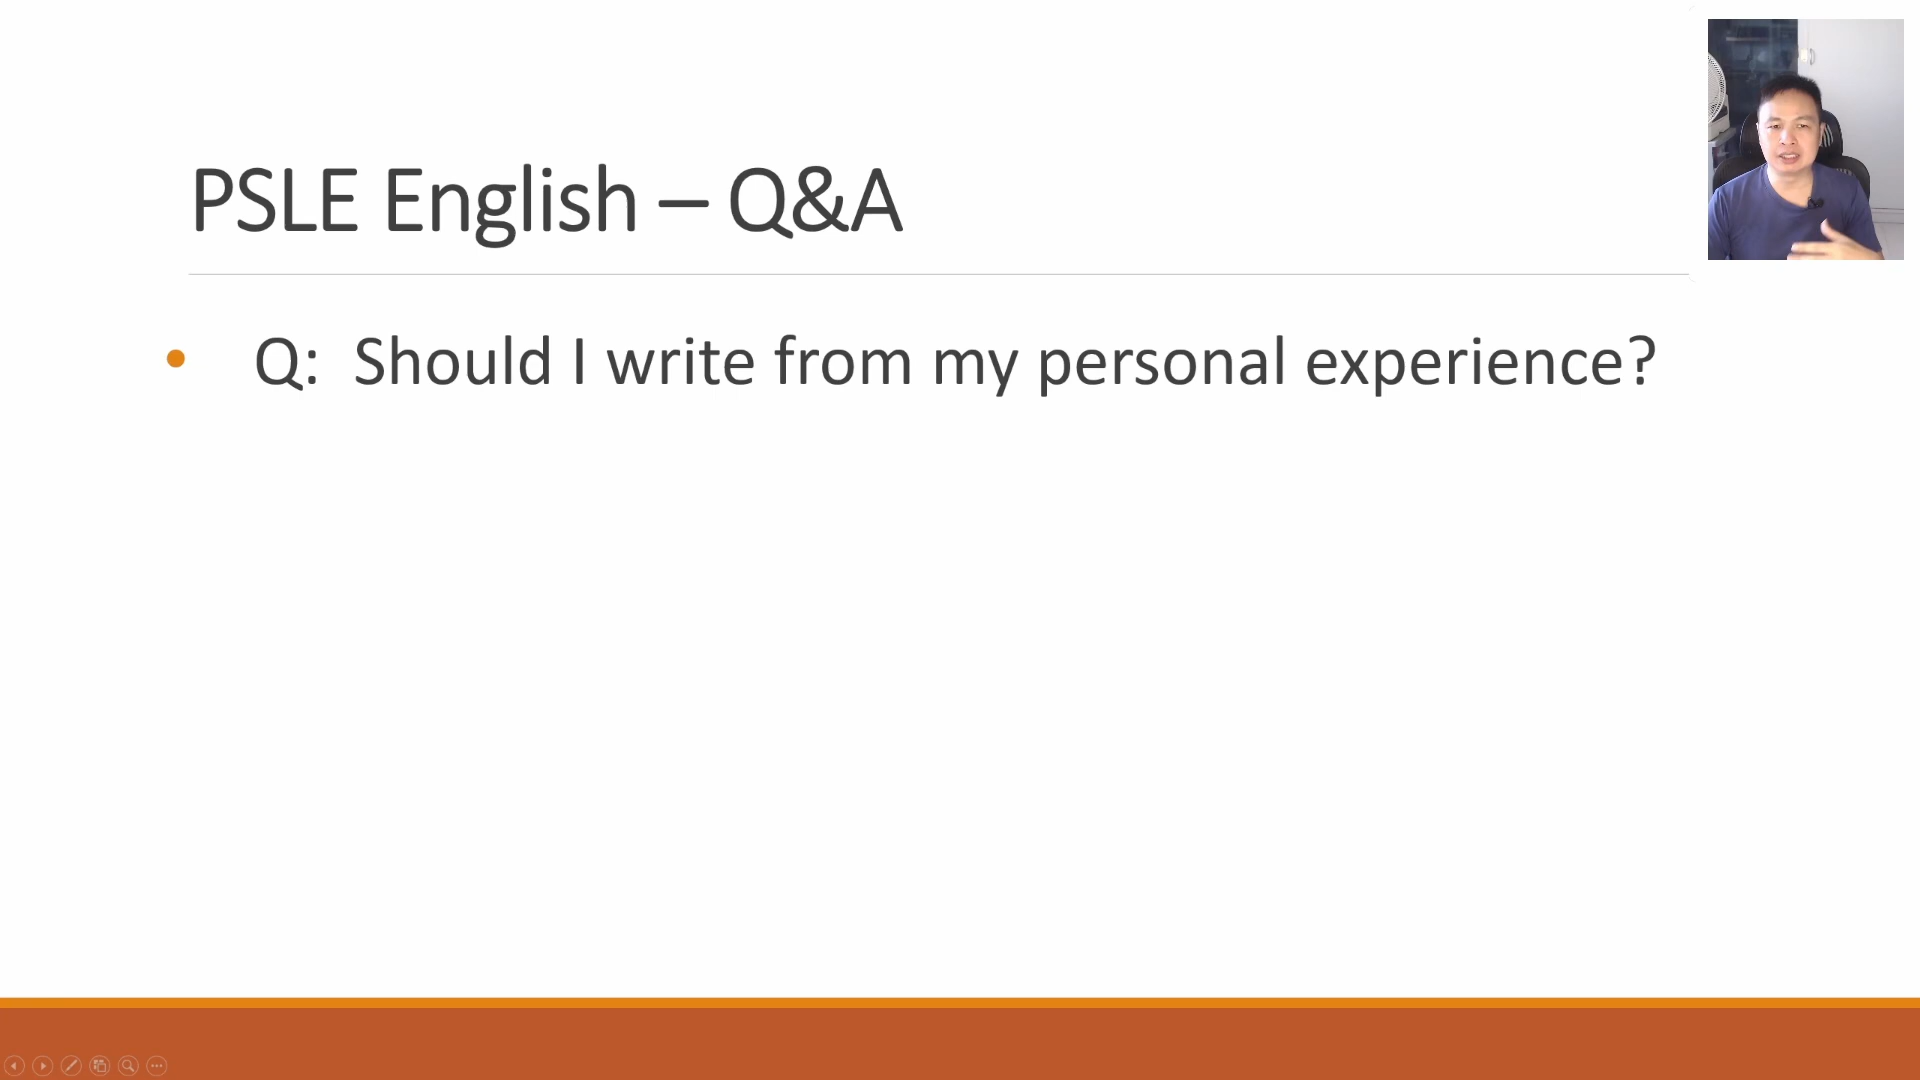 PSLE English – Q&A
• Q: Should I write from my personal experience?